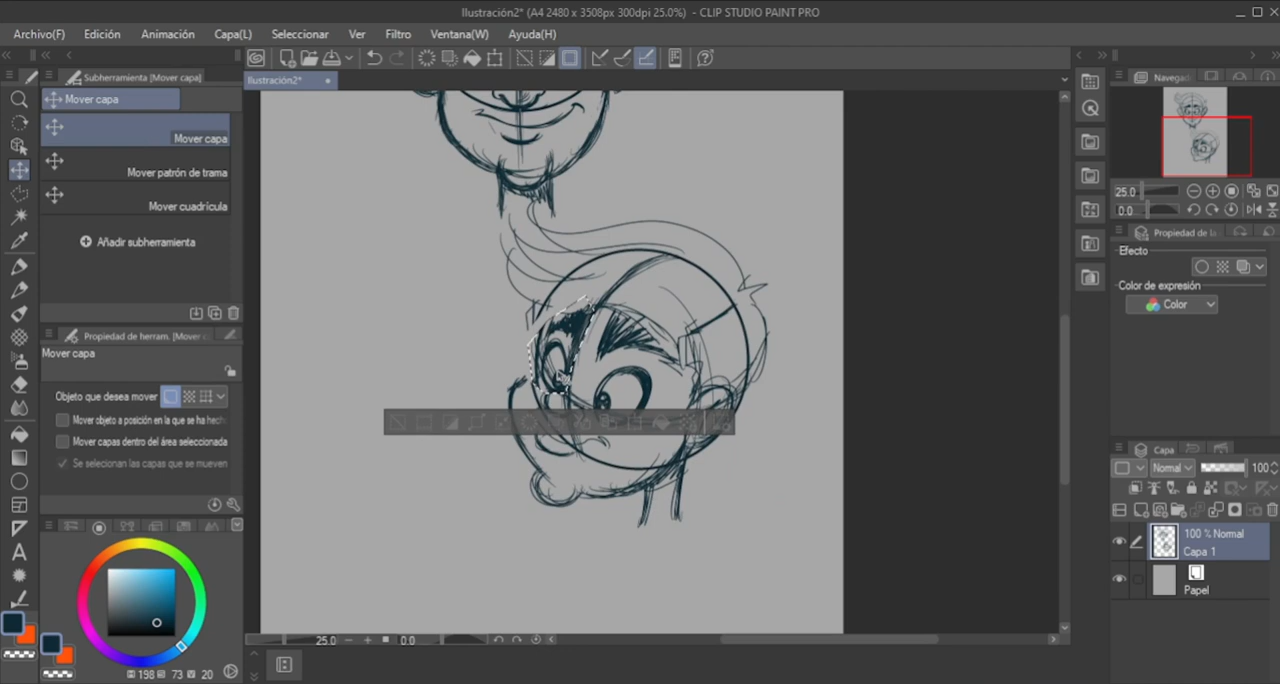 Ilustración2* (A4 2480 x 3508px 300dpi 25.0%) - CLIP STUDIO PAINT PRO
Archivo(F) Edición Animación Capa(L) Seleccionar Ver Filtro Ventana(W) Ayuda(H)
Subherramienta [Mover capa]
Ilustración2*
Mover capa
Mover capa
Mover patrón de trama
Mover cuadrícula
Añadir subherramienta
Propiedad de herram. [Mover c
Mover capa
Objeto que desea mover
Mover objeto a posición en la que se ha hech
Mover capas dentro del área seleccionada
Se selecionan las capas que se mueven
198 73 20
25.0 0.0
Navegad
25.0
0.0
Propiedad de la
Efecto
Color de expresión
Color
Capa
Normal 100
100 % Normal
Capa 1
Papel